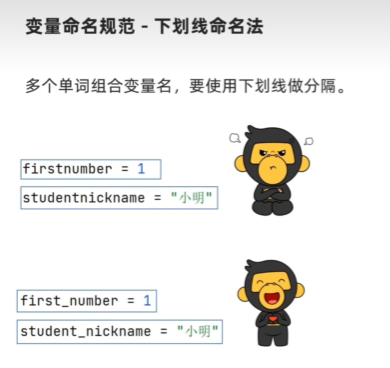 变量命名规范 - 下划线命名法
多个单词组合变量名，要使用下划线做分隔。
firstnumber = 1
studentnickname = "小明"
first_number = 1
student_nickname = "小明"